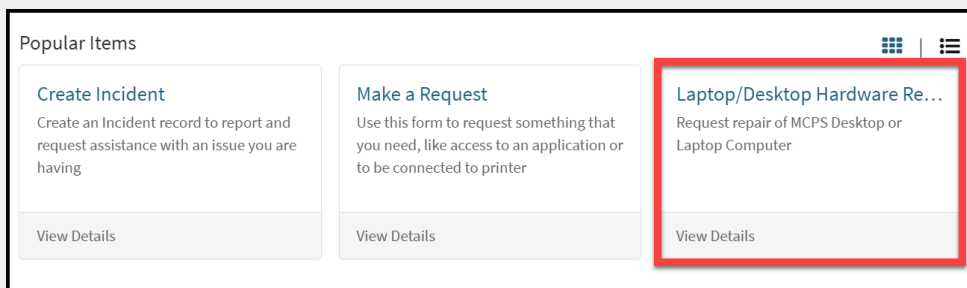 Popular Items
Create Incident
Create an Incident record to report and
request assistance with an issue you are
having
View Details
Make a Request
Use this form to request something that
you need, like access to an application or
to be connected to printer
View Details
Laptop/Desktop Hardware Re...
Request repair of MCPS Desktop or
Laptop Computer
View Details